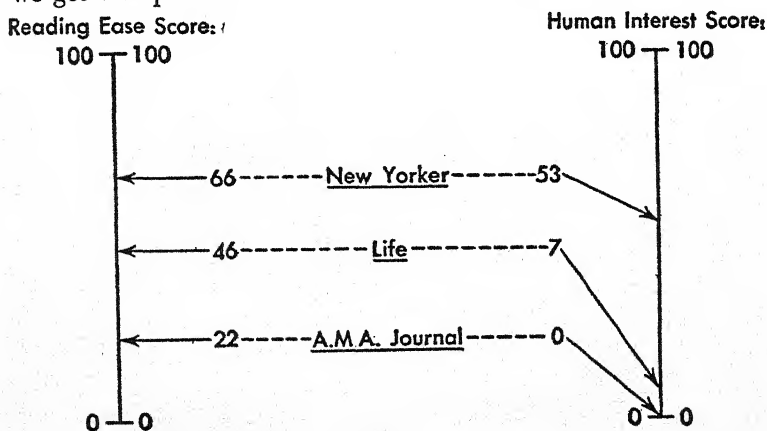 Reading Ease Score:
Human Interest Score:
100 100
100 100
66 New Yorker 53
46 Life 7
22 A.M.A. Journal 0
0 0
0 0